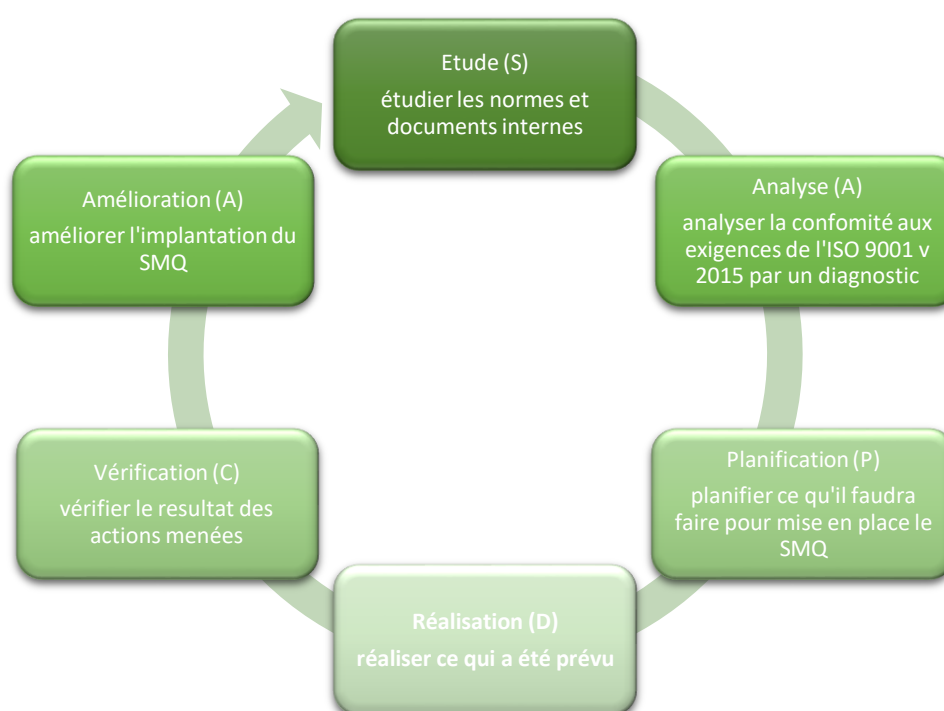 Etude (S)
étudier les normes et
documents internes
Analyse (A)
analyser la confomité aux
exigences de l'ISO 9001 v
2015 par un diagnostic
Planification (P)
planifier ce qu'il faudra
faire pour mise en place le
SMQ
Réalisation (D)
réaliser ce qui a été prévu
Vérification (C)
vérifier le resultat des
actions menées
Amélioration (A)
améliorer l'implantation du
SMQ